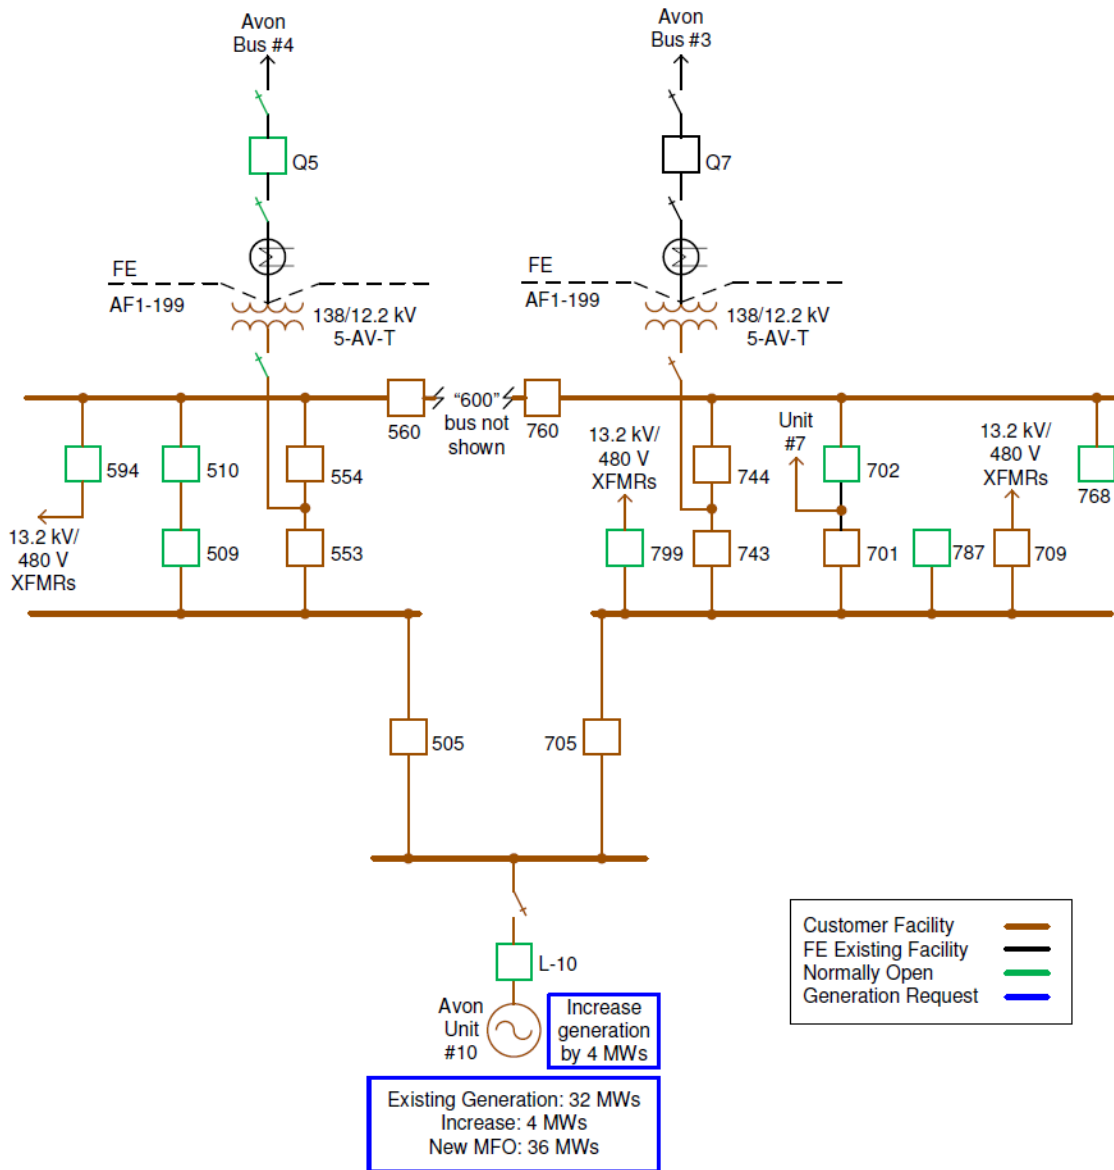 Avon
Bus #4
Avon
Bus #3
Q5
Q7
FE
AF1-199
138/12.2 kV
5-AV-T
FE
AF1-199
138/12.2 kV
5-AV-T
560
"600"
bus not
shown
760
594
510
554
13.2 kV/
480 V
XFMRs
744
Unit
#7
702
13.2 kV/
480 V
XFMRs
768
13.2 kV/
480 V
XFMRs
509
553
799
743
701
787
709
505
705
L-10
Avon
Unit
#10
Increase
generation
by 4 MWs
Existing Generation: 32 MWs
Increase: 4 MWs
New MFO: 36 MWs
Customer Facility
FE Existing Facility
Normally Open
Generation Request